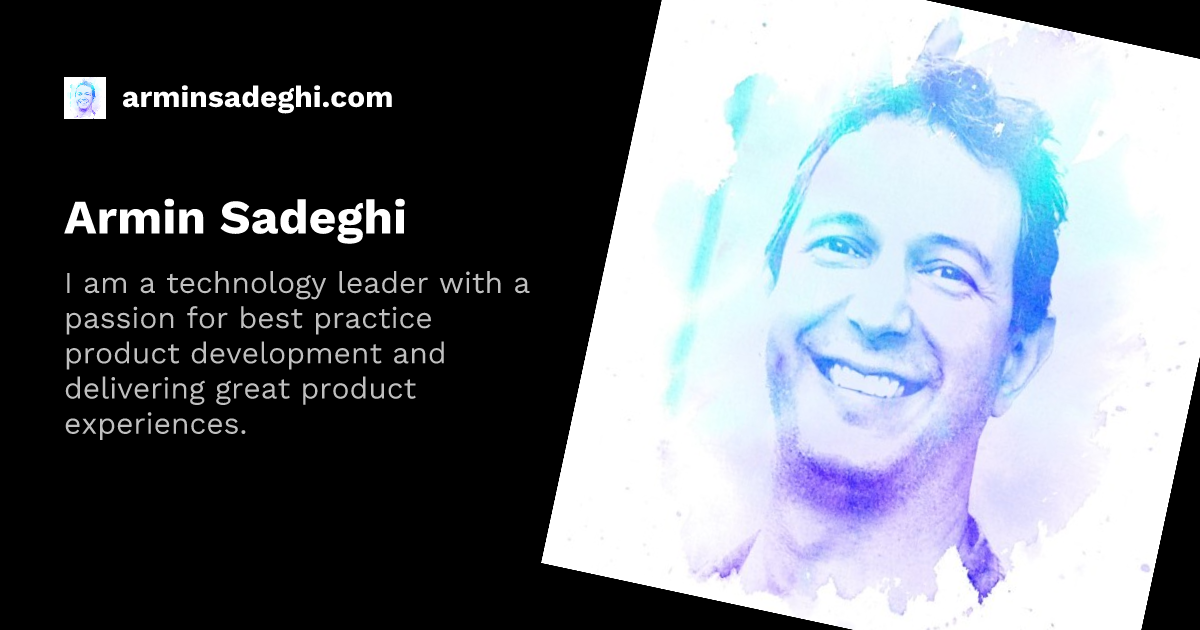 arminsadeghi.com
Armin Sadeghi
I am a technology leader with a
passion for best practice
product development and
delivering great product
experiences.